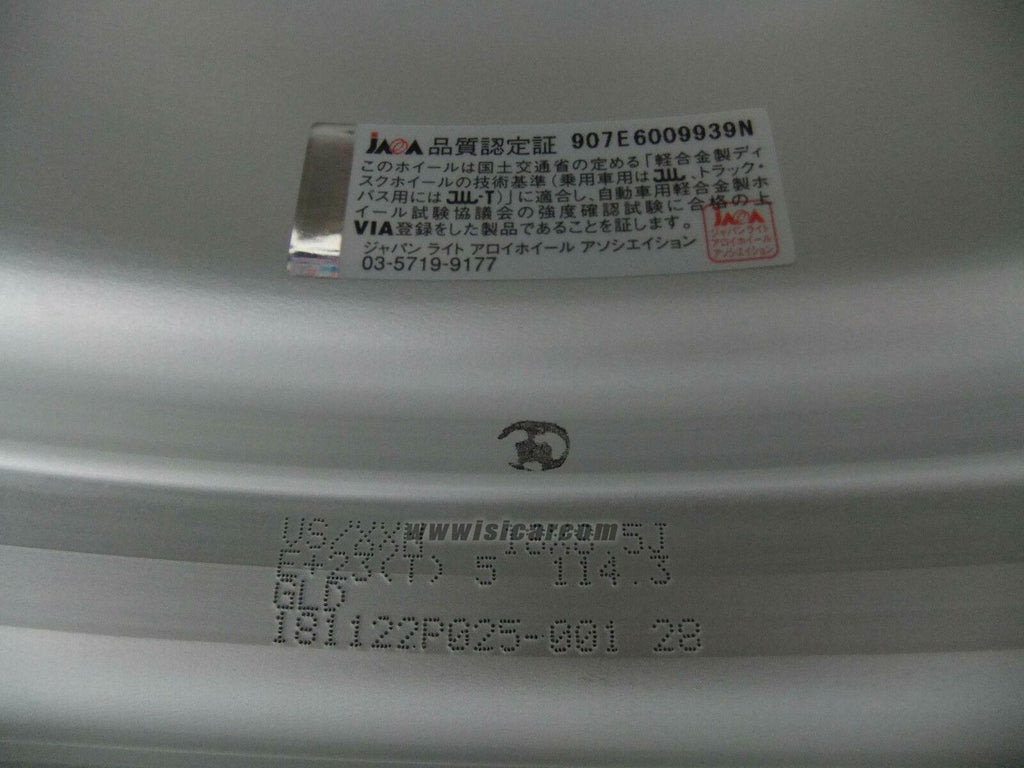 JAWA 品質認定証 907E6009939N
このホイールは国土交通省の定める「軽合金製ディ
スクホイールの技術基準(乗用車用はJWL、トラック・
バス用にはJWL-T)」に適合し、自動車用軽合金製ホ
イール試験協議会の強度確認試験に合格の上
VIA登録をした製品であることを証します。
ジャパン ライト アロイホイール アソシエイション
03-5719-9177
JAWA
ジャパンライト
アロイホイール
アソシエイション
www.isicar.com
5J
E+23(T) 5 114.3
GLD
181122P025-001 28